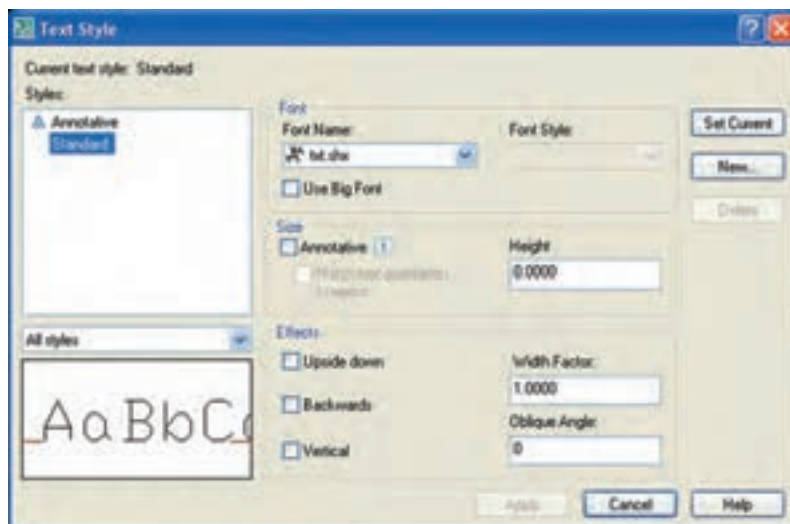 Text Style
Current text style: Standard
Styles:
Annotative
Standard
All styles
AaBbC
Font
Font Name:
txt.shx
Use Big Font
Font Style:
Size
Annotative
Height
0.0000
Effects
Upside down
Backwards
Vertical
Width Factor:
1.0000
Oblique Angle:
0
Set Current
New...
Delete
Apply
Cancel
Help